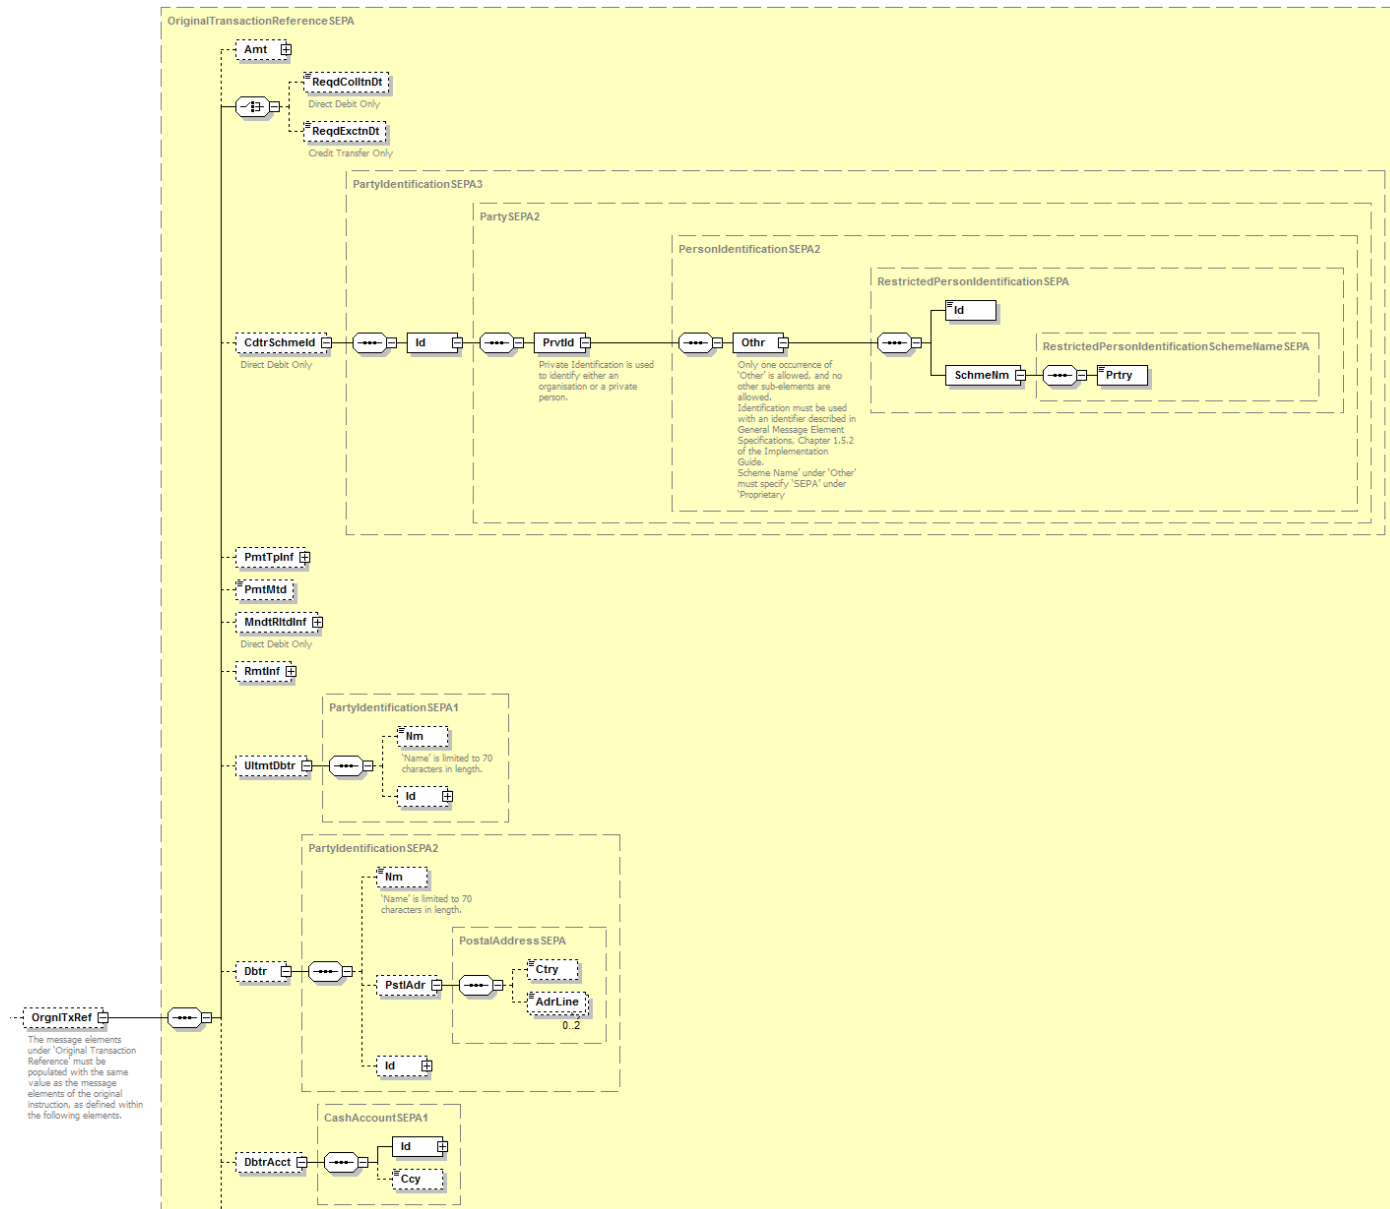 OriginalTransactionReferenceSEPA
Amt
ReqdColltnDt
Direct Debit Only
ReqdExctnDt
Credit Transfer Only
PartyIdentificationSEPA3
PartySEPA2
PersonIdentificationSEPA2
RestrictedPersonIdentificationSEPA
Id
CdtrSchmeId
Direct Debit Only
Id
PrvtId
Private Identification is used
to identify either an
organisation or a private
person.
Othr
Only one occurrence of
'Other' is allowed, and no
other sub-elements are
allowed.
Identification must be used
with an identifier described in
General Message Element
Specifications, Chapter 1.5.2
of the Implementation
Guide.
Scheme Name' under 'Other'
must specify 'SEPA' under
'Proprietary
RestrictedPersonIdentificationSchemeNameSEPA
SchmeNm
Prtry
PmtTpInf
PmtMtd
MndtRltdInf
Direct Debit Only
RmtInf
PartyIdentificationSEPA1
Nm
'Name' is limited to 70
characters in length.
UltmtDbtr
Id
PartyIdentificationSEPA2
Nm
'Name' is limited to 70
characters in length.
PostalAddressSEPA
Dbtr
Ctry
PstlAdr
AdrLine
0..2
OrgnlTxRef
The message elements
under 'Original Transaction
Reference' must be
populated with the same
value as the message
elements of the original
instruction, as defined within
the following elements.
Id
CashAccountSEPA1
Id
DbtrAcct
Ccy